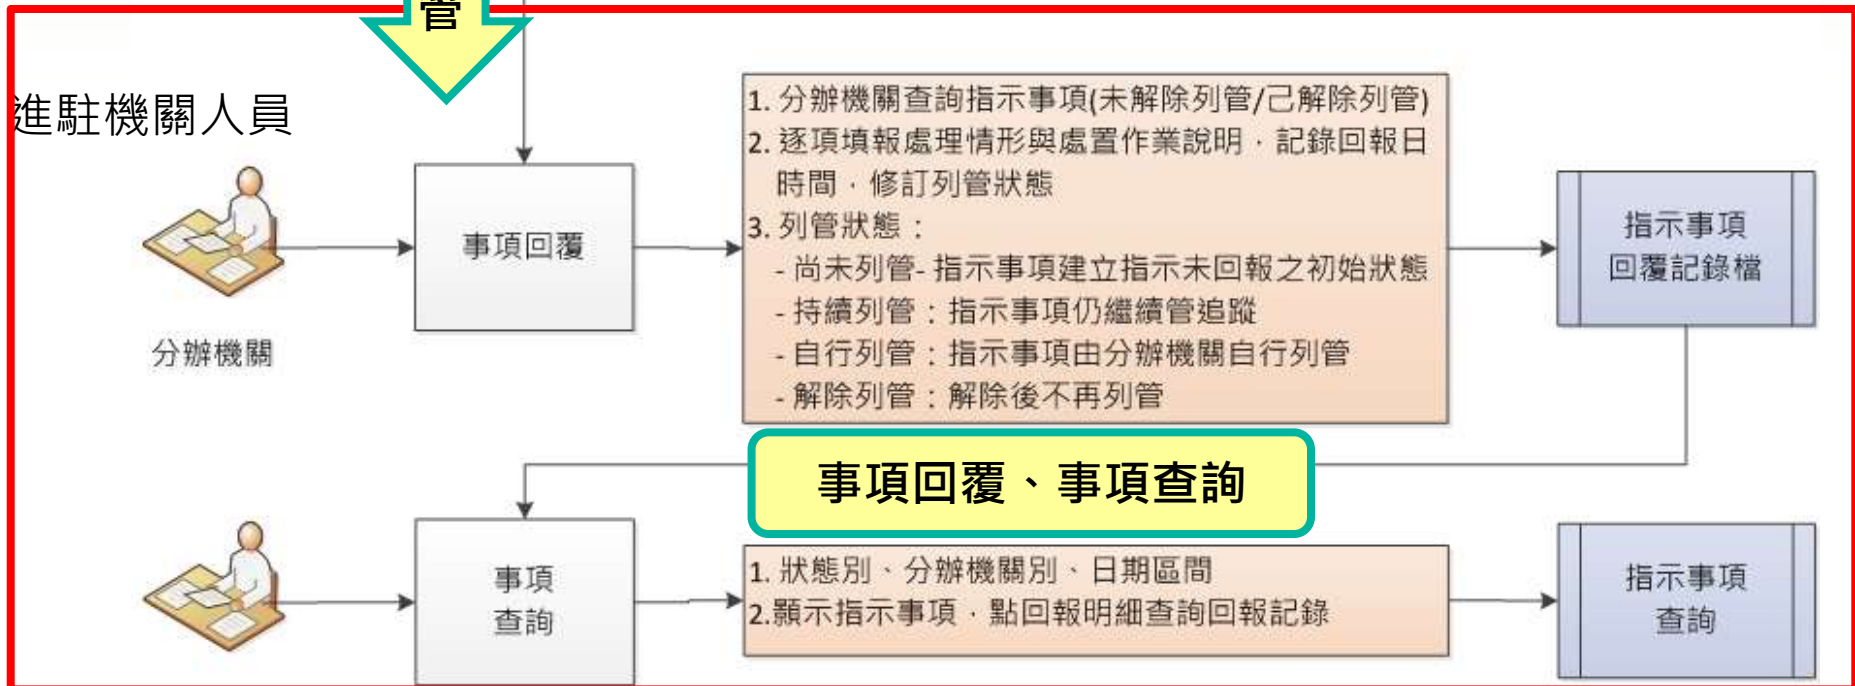 管
進駐機關人員
分辦機關
事項回覆
1. 分辦機關查詢指示事項(未解除列管/己解除列管)
2. 逐項填報處理情形與處置作業說明，記錄回報日
時間，修訂列管狀態
3. 列管狀態：
- 尚未列管- 指示事項建立指示未回報之初始狀態
- 持續列管：指示事項仍繼續管追蹤
- 自行列管：指示事項由分辦機關自行列管
- 解除列管：解除後不再列管
指示事項
回覆記錄檔
事項回覆、事項查詢
事項
查詢
1. 狀態別、分辦機關別、日期區間
2.顯示指示事項，點回報明細查詢回報記錄
指示事項
查詢